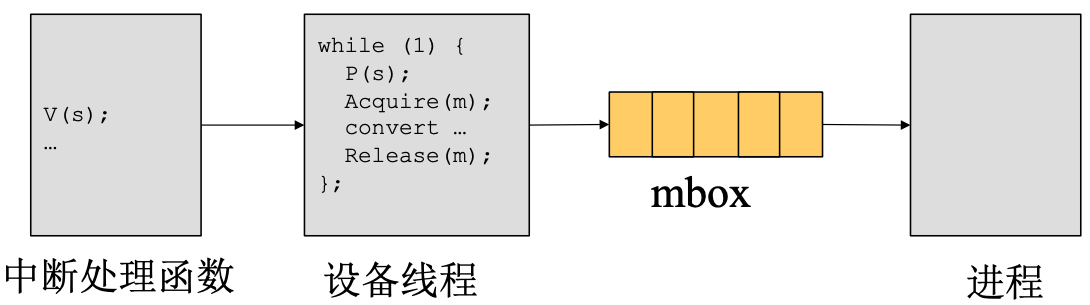 V(s);
…
while (1) {
P(s);
Acquire(m);
convert …
Release(m);
};
mbox
中断处理函数
设备线程
进程